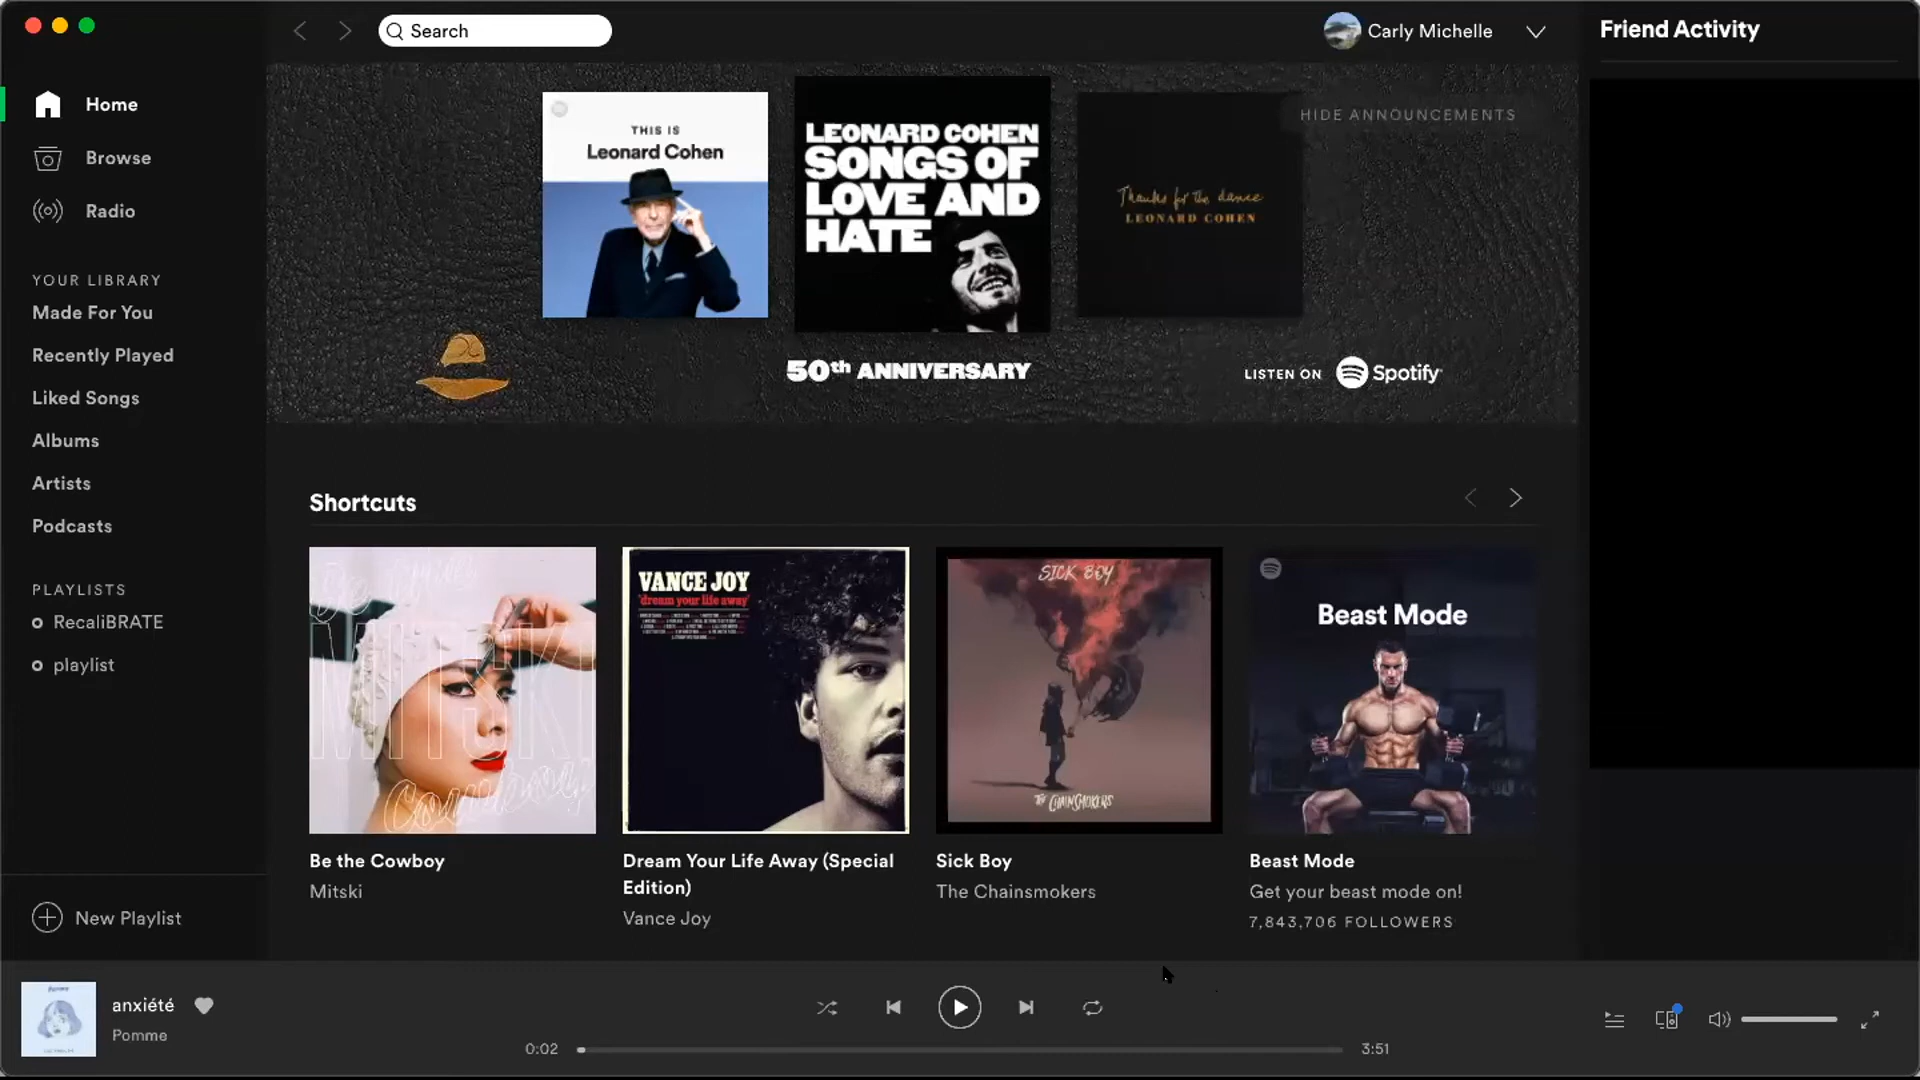 Search
Carly Michelle
Friend Activity
Home
Browse
Radio
YOUR LIBRARY
Made For You
Recently Played
Liked Songs
Albums
Artists
Podcasts
PLAYLISTS
RecaliBRATE
playlist
New Playlist
HIDE ANNOUNCEMENTS
THIS IS
Leonard Cohen
LEONARD COHEN
SONGS OF
LOVE AND
HATE
Thanks for the dance
LEONARD COHEN
50th ANNIVERSARY
LISTEN ON Spotify
Shortcuts
MITSKI
Cowboy
VANCE JOY
dream your life away
SICK BOY
THE CHAINSMOKERS
Beast Mode
Be the Cowboy
Mitski
Dream Your Life Away (Special
Edition)
Vance Joy
Sick Boy
The Chainsmokers
Beast Mode
Get your beast mode on!
7,843,706 FOLLOWERS
anxiété
Pomme
0:02
3:51